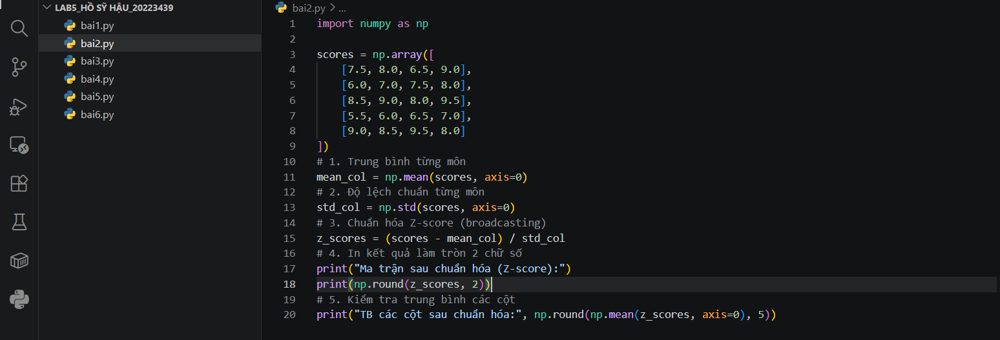 LAB5_HỒ SỸ HẬU_20223439
bai1.py
bai2.py
bai3.py
bai4.py
bai5.py
bai6.py
bai2.py > ...
1 import numpy as np
2
3 scores = np.array([
4 [7.5, 8.0, 6.5, 9.0],
5 [6.0, 7.0, 7.5, 8.0],
6 [8.5, 9.0, 8.0, 9.5],
7 [5.5, 6.0, 6.5, 7.0],
8 [9.0, 8.5, 9.5, 8.0]
9 ])
10 # 1. Trung bình từng môn
11 mean_col = np.mean(scores, axis=0)
12 # 2. Độ lệch chuẩn từng môn
13 std_col = np.std(scores, axis=0)
14 # 3. Chuẩn hóa Z-score (broadcasting)
15 z_scores = (scores - mean_col) / std_col
16 # 4. In kết quả làm tròn 2 chữ số
17 print("Ma trận sau chuẩn hóa (Z-score):")
18 print(np.round(z_scores, 2))
19 # 5. Kiểm tra trung bình các cột
20 print("TB các cột sau chuẩn hóa:", np.round(np.mean(z_scores, axis=0), 5))